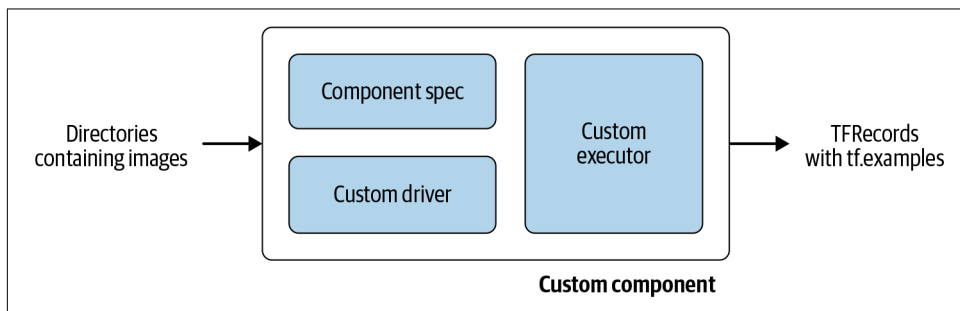 Directories
containing images
Component spec
Custom driver
Custom
executor
TFRecords
with tf.examples
Custom component